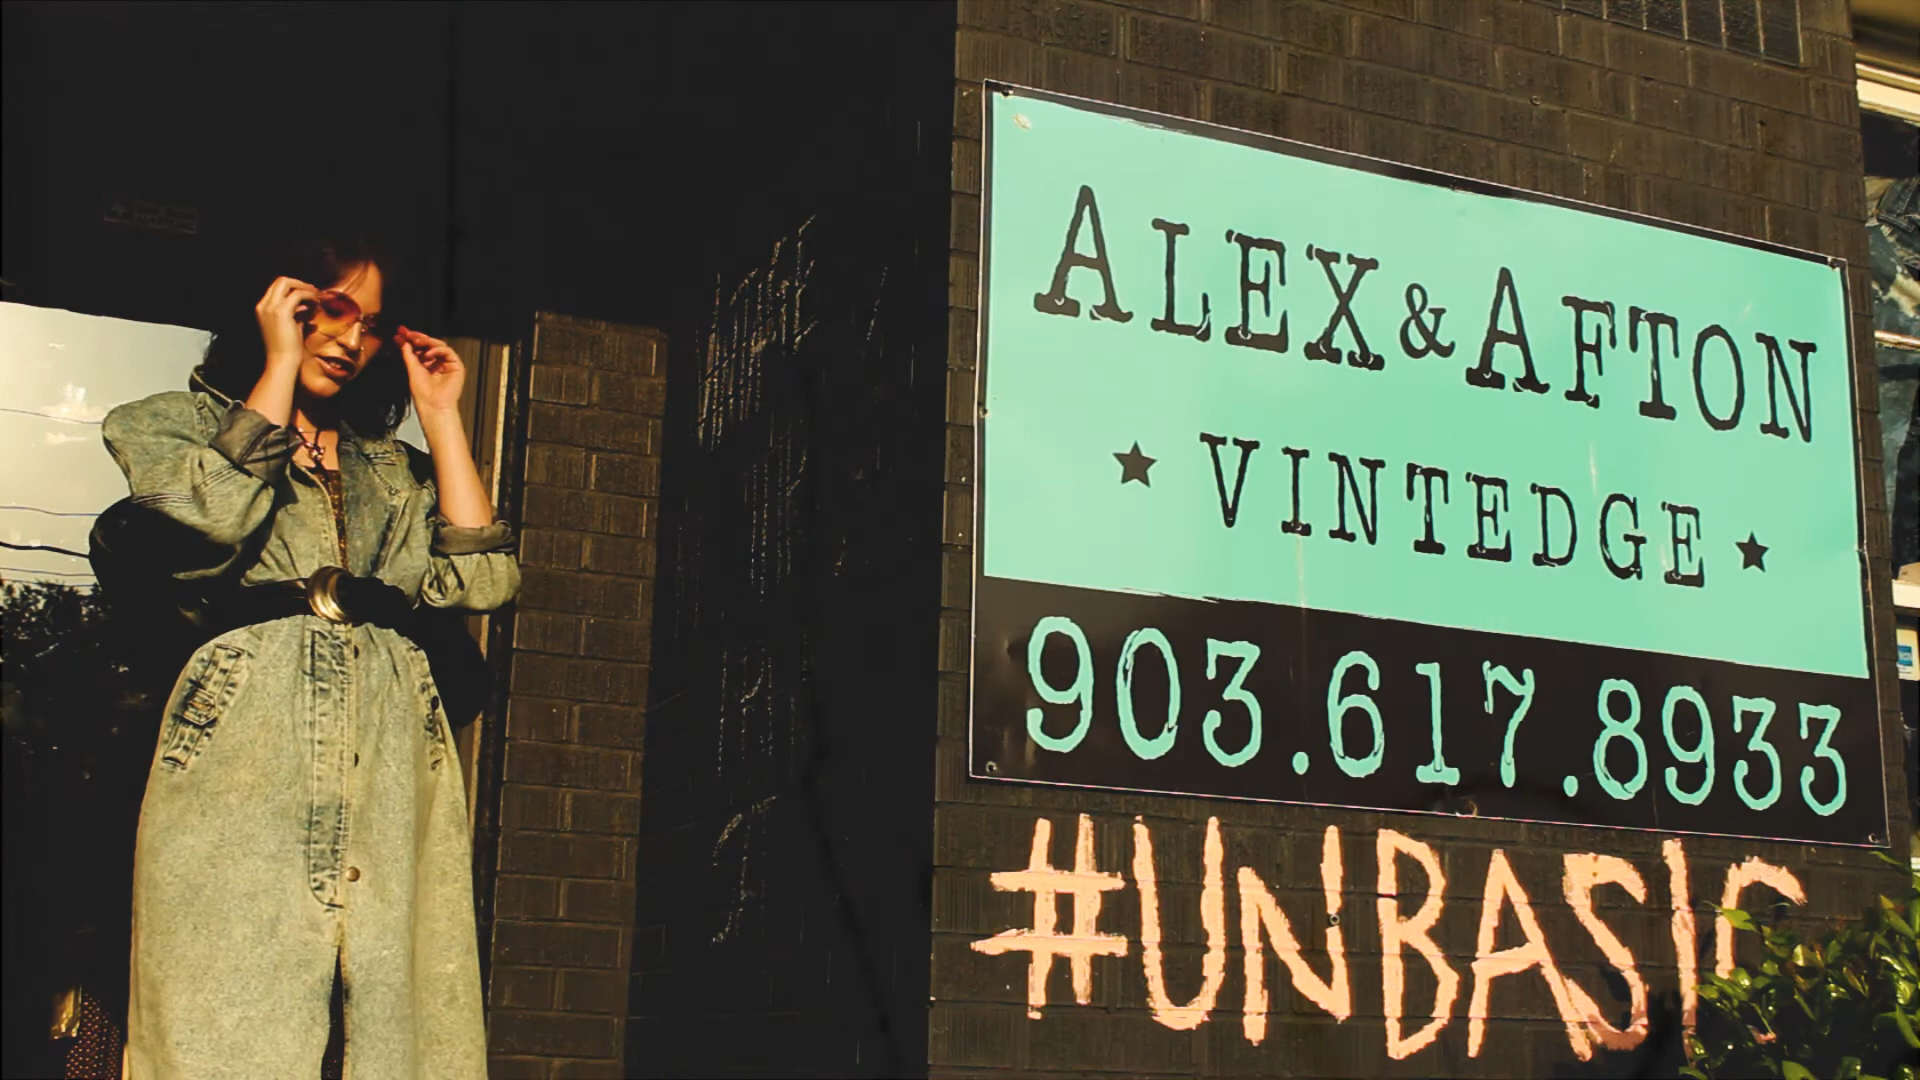 ALEX&AFTON
★ VINTEDGE ★
903.617.8933
#UNBASIC